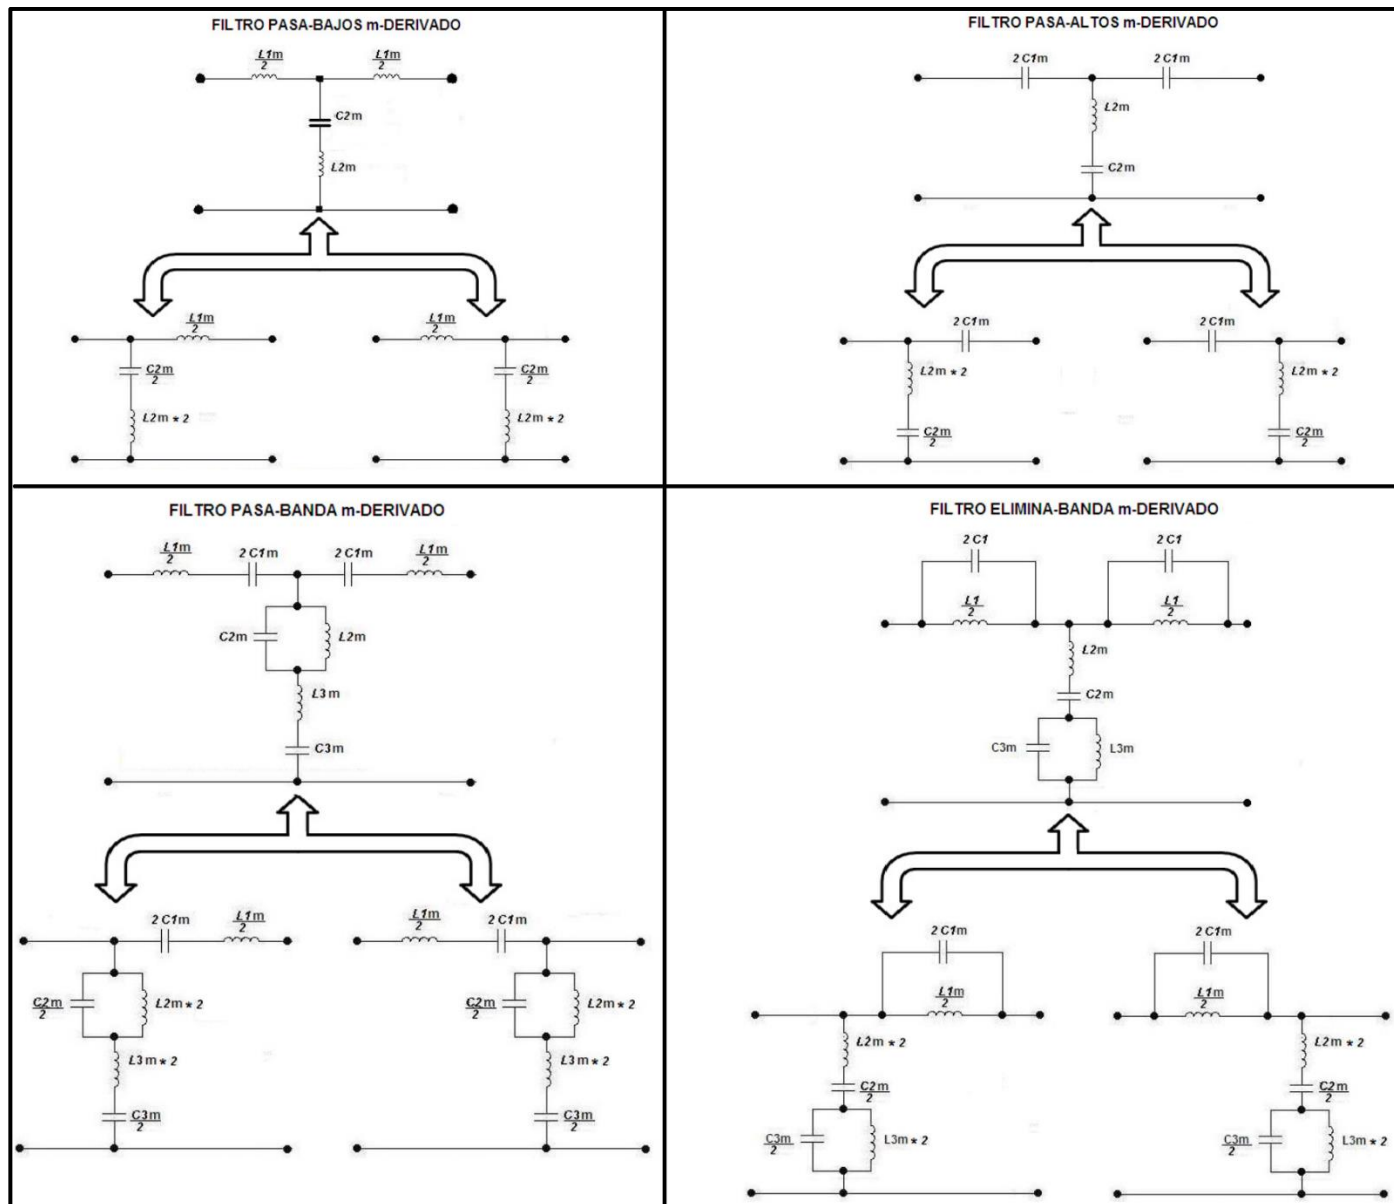 FILTRO PASA-BAJOS m-DERIVADO
L1m
2
L1m
2
C2m
L2m
L1m
2
C2m
2
L2m * 2
L1m
2
C2m
2
L2m * 2
FILTRO PASA-ALTOS m-DERIVADO
2 C1m
2 C1m
L2m
C2m
2 C1m
L2m * 2
C2m
2
2 C1m
L2m * 2
C2m
2
FILTRO PASA-BANDA m-DERIVADO
L1m
2
2 C1m
2 C1m
L1m
2
C2m
L2m
L3m
C3m
2 C1m
L1m
2
C2m
2
L2m * 2
L3m * 2
C3m
2
L1m
2
2 C1m
C2m
2
L2m * 2
L3m * 2
C3m
2
FILTRO ELIMINA-BANDA m-DERIVADO
2 C1
2 C1
L1
2
L1
2
L2m
C2m
C3m
L3m
2 C1m
L1m
2
L2m * 2
C2m
2
C3m
2
L3m * 2
2 C1m
L1m
2
L2m * 2
C2m
2
C3m
2
L3m * 2